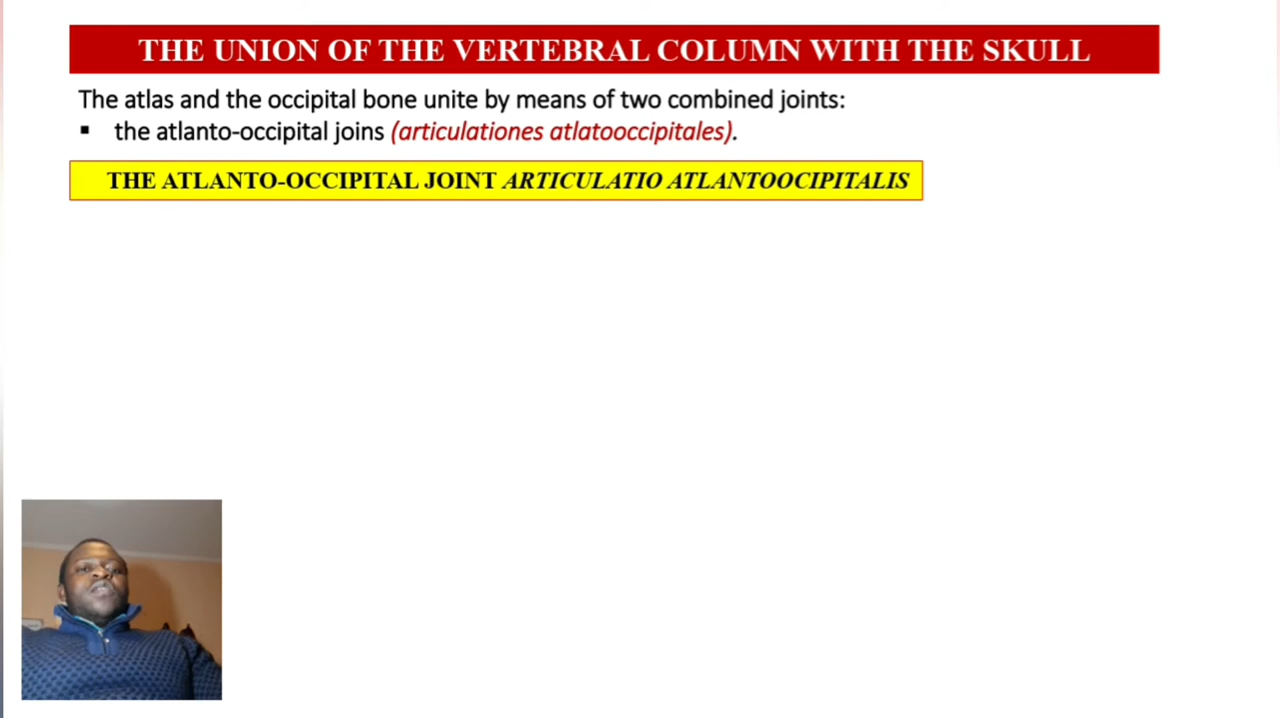 THE UNION OF THE VERTEBRAL COLUMN WITH THE SKULL
The atlas and the occipital bone unite by means of two combined joints:
▪ the atlanto-occipital joins (articulationes atlatooccipitales).
THE ATLANTO-OCCIPITAL JOINT ARTICULATIO ATLANTOOCIPITALIS